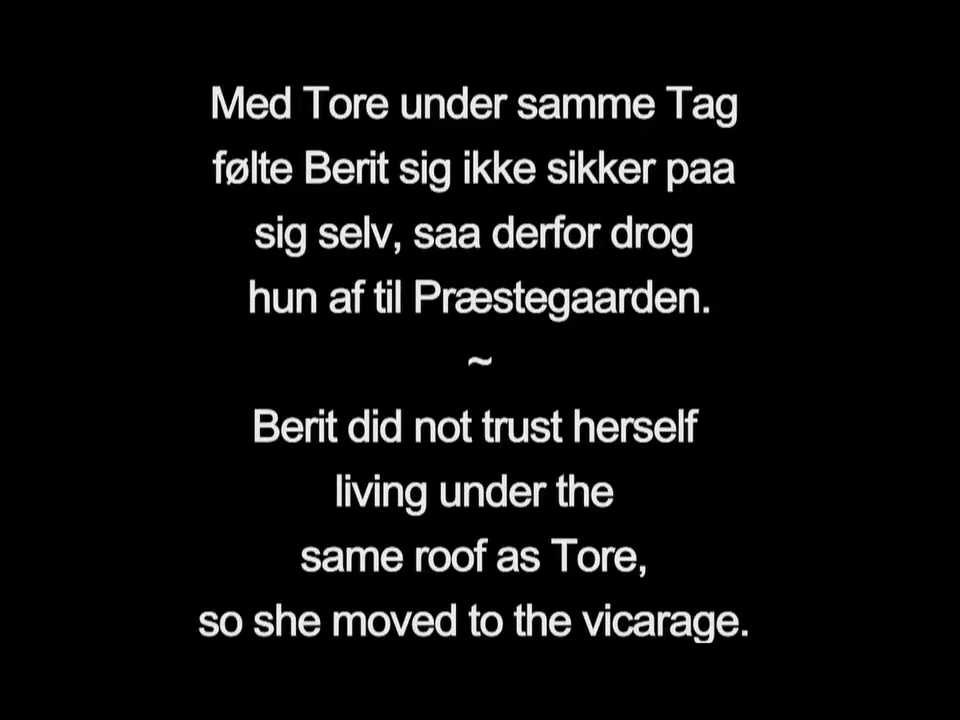 Med Tore under samme Tag
følte Berit sig ikke sikker paa
sig selv, saa derfor drog
hun af til Præstegaarden.
~
Berit did not trust herself
living under the
same roof as Tore,
so she moved to the vicarage.